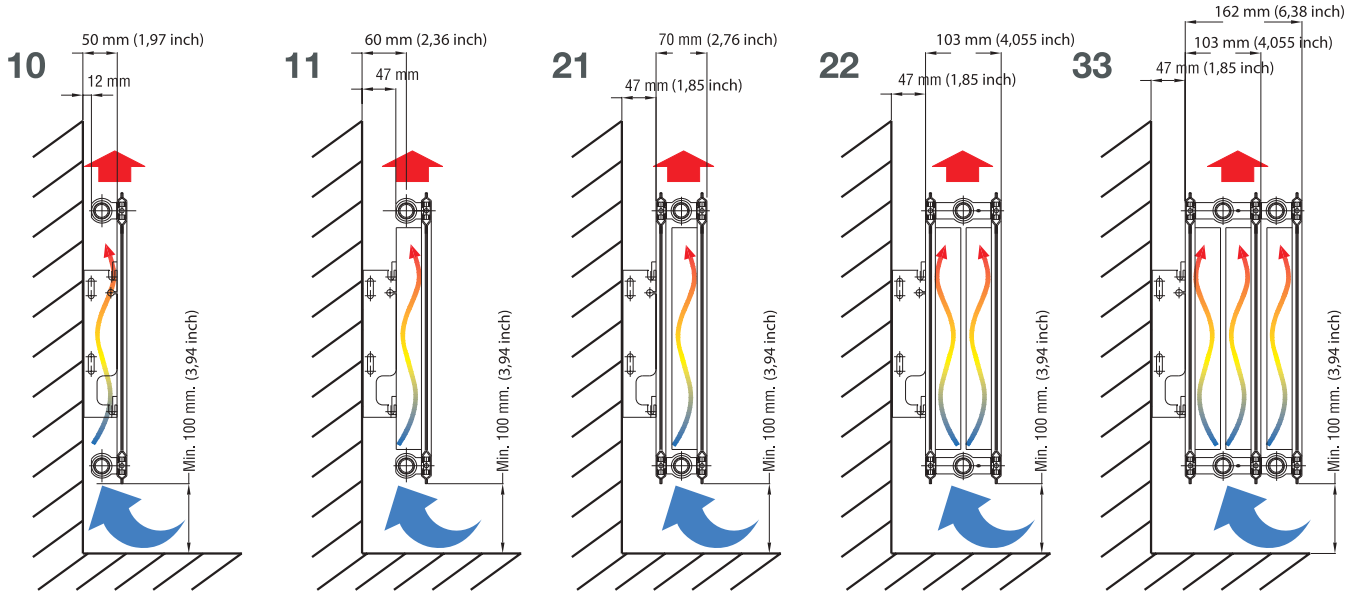 10
50 mm (1,97 inch)
12 mm
Min. 100 mm. (3,94 inch)
11
60 mm (2,36 inch)
47 mm
Min. 100 mm. (3,94 inch)
21
70 mm (2,76 inch)
47 mm (1,85 inch)
Min. 100 mm. (3,94 inch)
22
103 mm (4,055 inch)
47 mm (1,85 inch)
Min. 100 mm. (3,94 inch)
33
162 mm (6,38 inch)
103 mm (4,055 inch)
47 mm (1,85 inch)
Min. 100 mm. (3,94 inch)